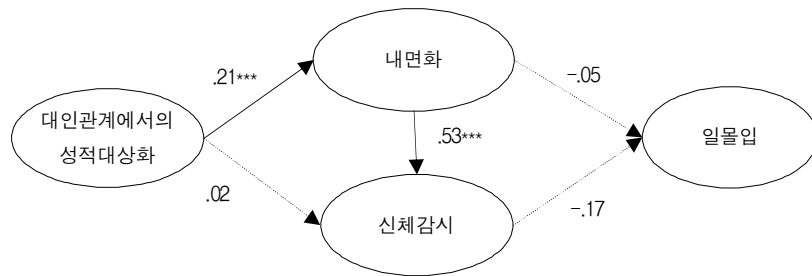 내면화
.21***
-.05
대인관계에서의
성적대상화
.53***
일몰입
.02
-.17
신체감시